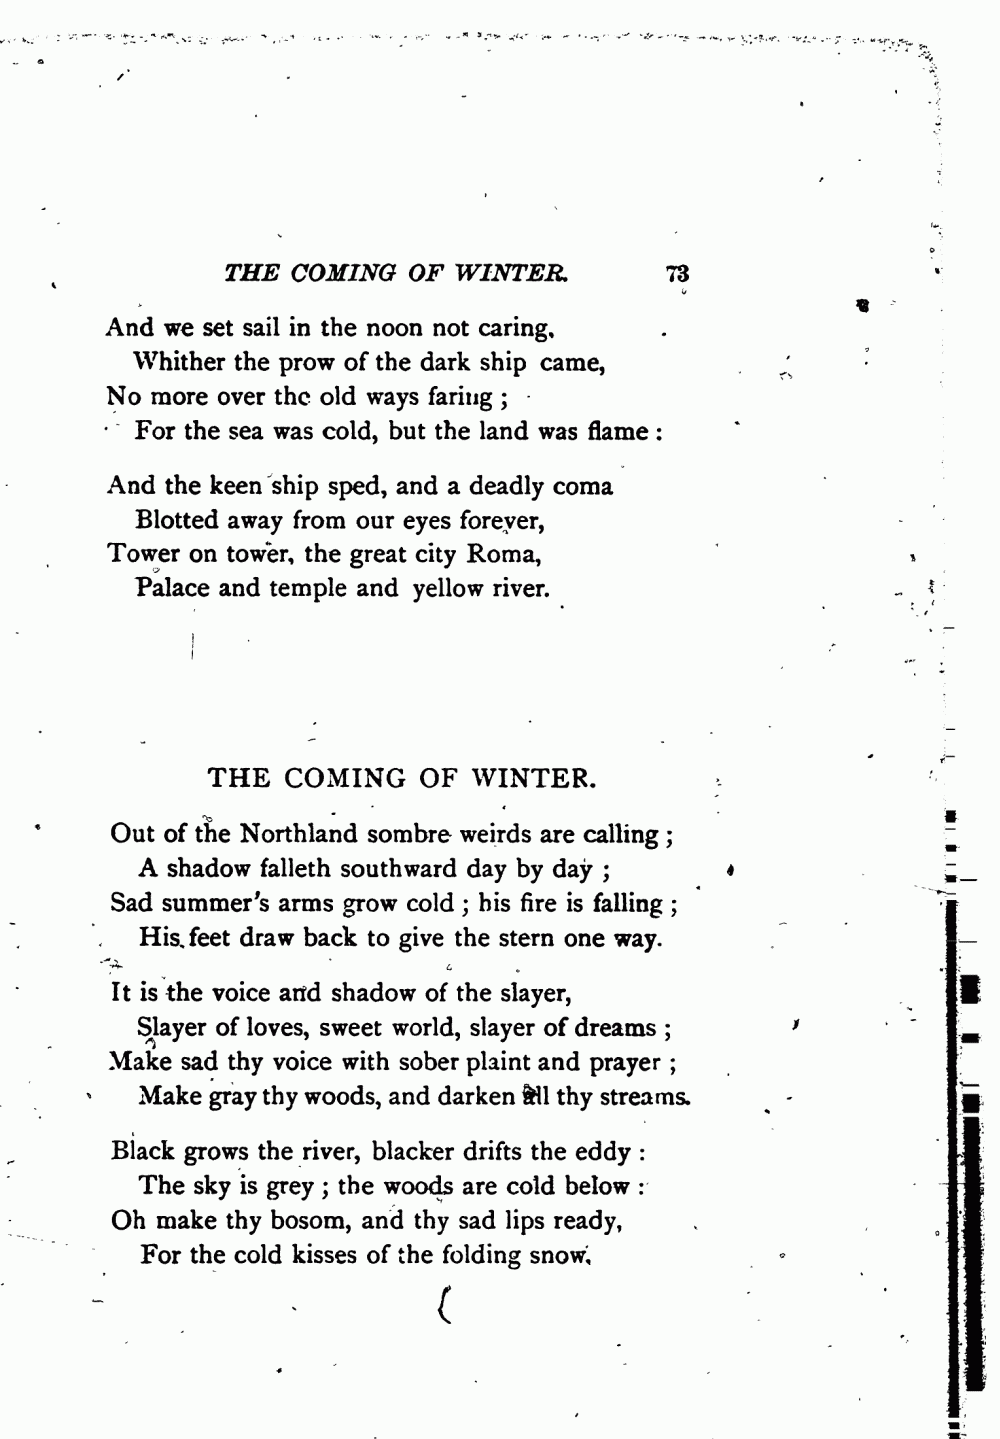 THE COMING OF WINTER. 73
And we set sail in the noon not caring,
Whither the prow of the dark ship came,
No more over the old ways faring ;
For the sea was cold, but the land was flame :
And the keen ship sped, and a deadly coma
Blotted away from our eyes forever,
Tower on tower, the great city Roma,
Palace and temple and yellow river.
THE COMING OF WINTER.
Out of the Northland sombre weirds are calling ;
A shadow falleth southward day by day ;
Sad summer's arms grow cold ; his fire is falling ;
His feet draw back to give the stern one way.
It is the voice and shadow of the slayer,
Slayer of loves, sweet world, slayer of dreams ;
Make sad thy voice with sober plaint and prayer ;
Make gray thy woods, and darken all thy streams.
Black grows the river, blacker drifts the eddy :
The sky is grey ; the woods are cold below :
Oh make thy bosom, and thy sad lips ready,
For the cold kisses of the folding snow.